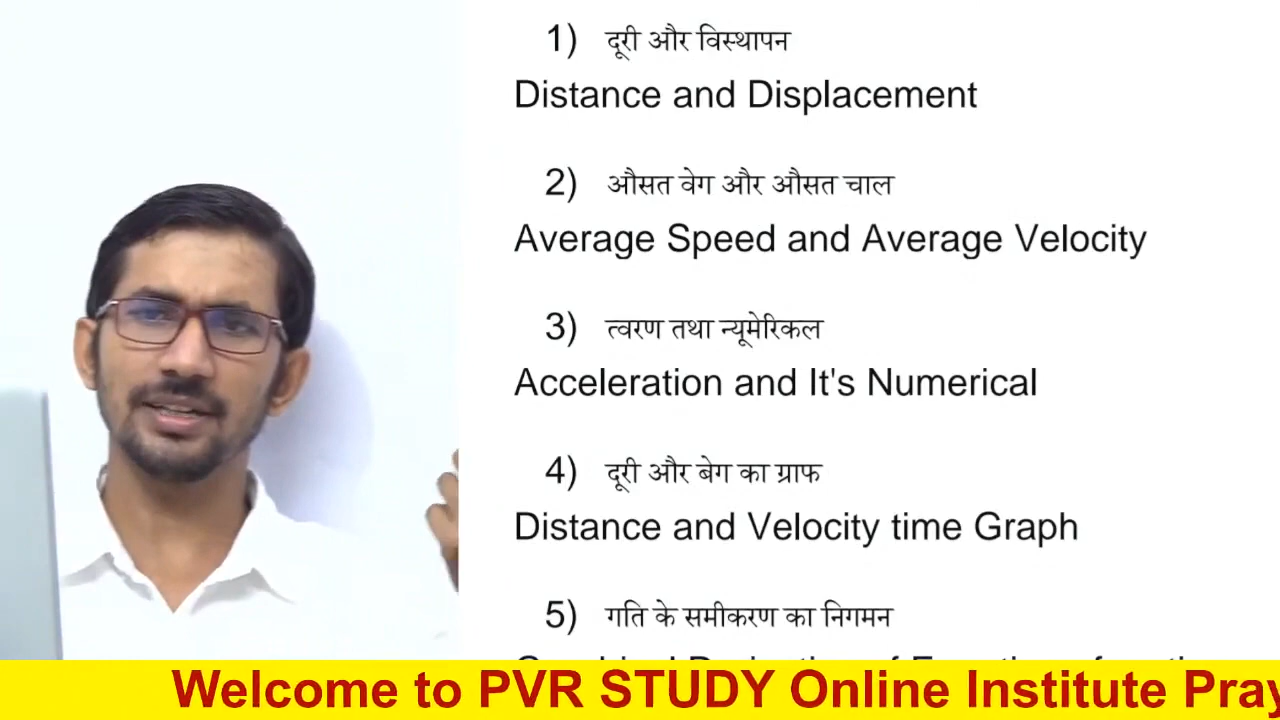 1) दूरी और विस्थापन
Distance and Displacement
2) औसत वेग और औसत चाल
Average Speed and Average Velocity
3) त्वरण तथा न्यूमेरिकल
Acceleration and It's Numerical
4) दूरी और बेग का ग्राफ
Distance and Velocity time Graph
5) गति के समीकरण का निगमन
Welcome to PVR STUDY Online Institute